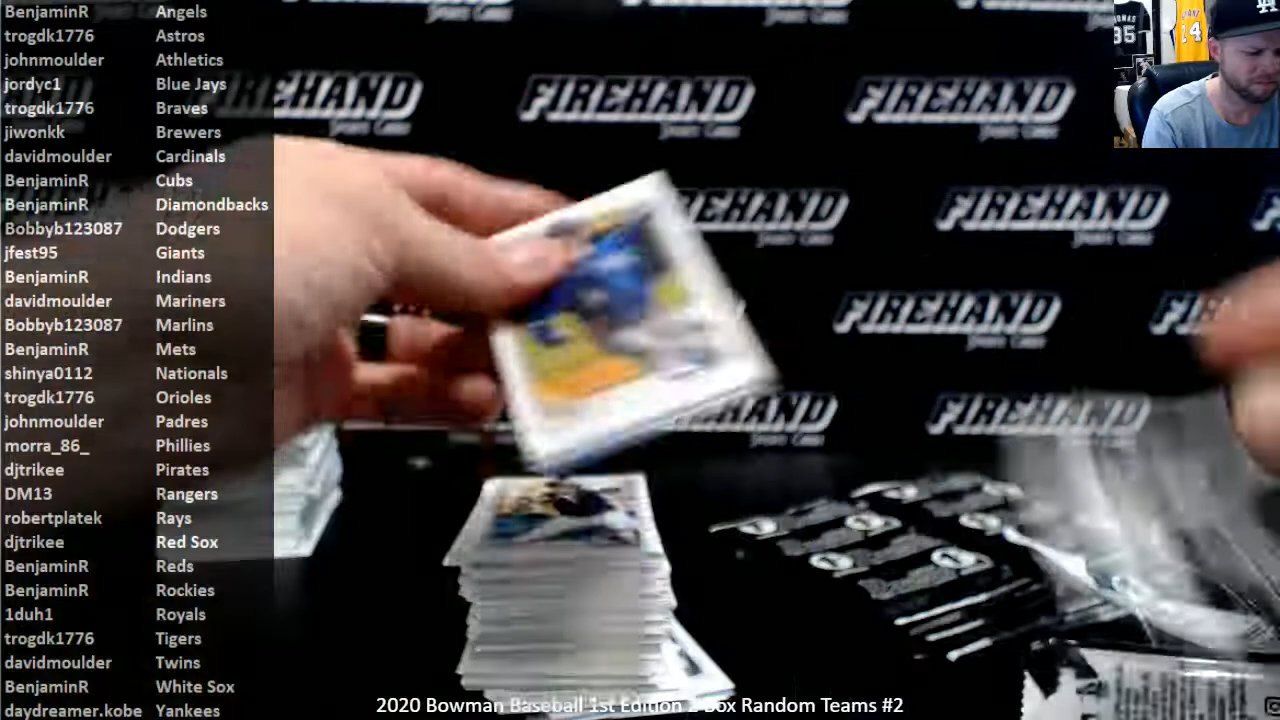 BenjaminR Angels
trogdk1776 Astros
johnmoulder Athletics
jordyc1 Blue Jays
trogdk1776 Braves
jiwonkk Brewers
davidmoulder Cardinals
BenjaminR Cubs
BenjaminR Diamondbacks
Bobbyb123087 Dodgers
jfest95 Giants
BenjaminR Indians
davidmoulder Mariners
Bobbyb123087 Marlins
BenjaminR Mets
shinya0112 Nationals
trogdk1776 Orioles
johnmoulder Padres
morra_86_ Phillies
djtrikee Pirates
DM13 Rangers
robertplatek Rays
djtrikee Red Sox
BenjaminR Reds
BenjaminR Rockies
1duh1 Royals
trogdk1776 Tigers
davidmoulder Twins
BenjaminR White Sox
daydreamer.kobe Yankees
FIREHAND
FIREHAND
FIREHAND
FIREHAND
FIREHAND
FIREHAND
FIREHAND
35
LA
2020 Bowman Baseball 1st Edition 2 Box Random Teams #2